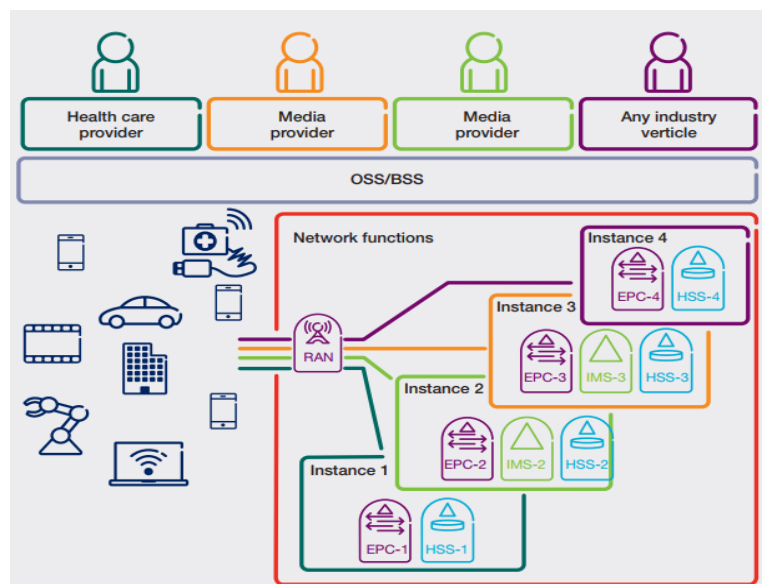 Health care
provider
Media
provider
Media
provider
Any industry
verticle
OSS/BSS
Network functions
Instance 4
EPC-4
HSS-4
Instance 3
RAN
EPC-3
IMS-3
HSS-3
Instance 2
EPC-2
IMS-2
HSS-2
Instance 1
EPC-1
HSS-1